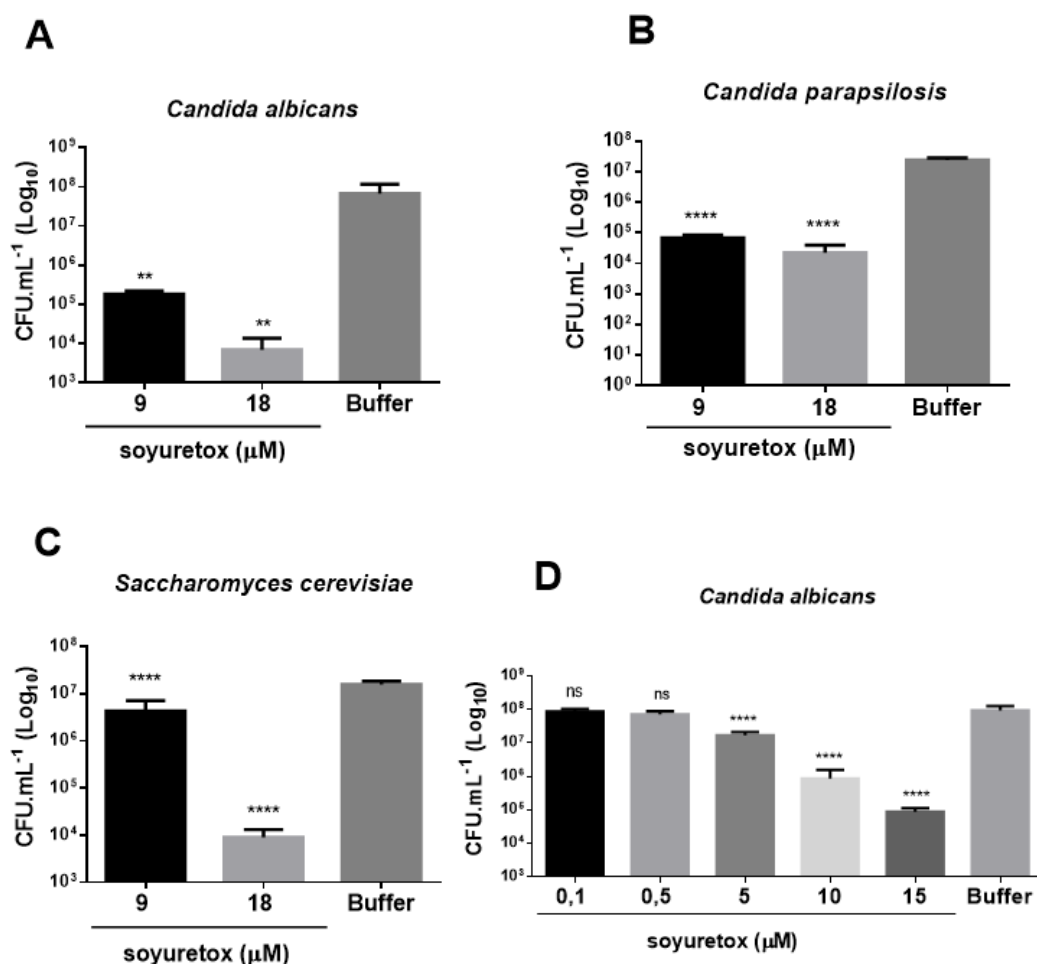 A
Candida albicans
CFU.mL⁻¹ (Log₁₀)
10⁹
10⁸
10⁷
10⁶
10⁵
10⁴
10³
**
**
9 18 Buffer
soyuretox (μM)
B
Candida parapsilosis
CFU.mL⁻¹ (Log₁₀)
10⁸
10⁷
10⁶
10⁵
10⁴
10³
10²
10¹
10⁰
****
****
9 18 Buffer
soyuretox (μM)
C
Saccharomyces cerevisiae
CFU.mL⁻¹ (Log₁₀)
10⁸
10⁷
10⁶
10⁵
10⁴
10³
****
****
9 18 Buffer
soyuretox (μM)
D
Candida albicans
CFU.mL⁻¹ (Log₁₀)
10⁹
10⁸
10⁷
10⁶
10⁵
10⁴
10³
ns
ns
****
****
****
0,1 0,5 5 10 15 Buffer
soyuretox (μM)